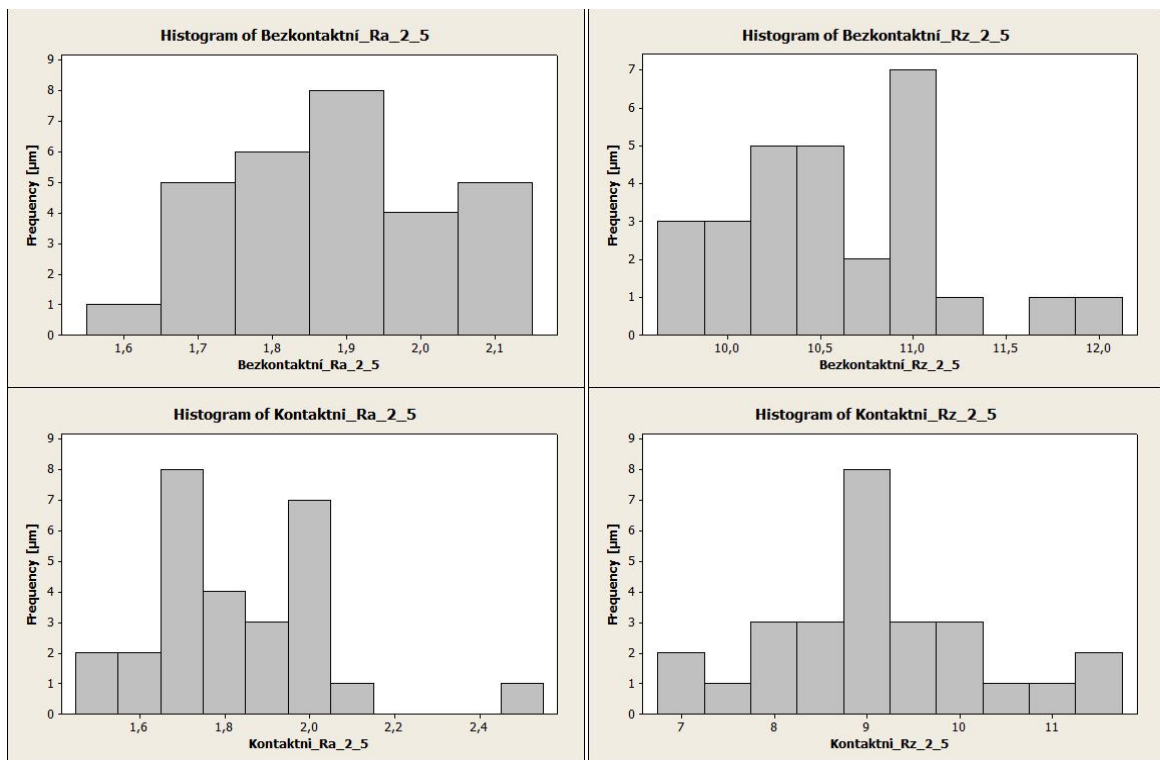 Histogram of Bezkontaktní_Ra_2_5
9
8
7
6
5
4
3
2
1
0
Frequency [µm]
1,6 1,7 1,8 1,9 2,0 2,1
Bezkontaktní_Ra_2_5
Histogram of Bezkontaktní_Rz_2_5
7
6
5
4
3
2
1
0
Frequency [µm]
10,0 10,5 11,0 11,5 12,0
Bezkontaktní_Rz_2_5
Histogram of Kontaktni_Ra_2_5
9
8
7
6
5
4
3
2
1
0
Frequency [µm]
1,6 1,8 2,0 2,2 2,4
Kontaktni_Ra_2_5
Histogram of Kontaktni_Rz_2_5
9
8
7
6
5
4
3
2
1
0
Frequency [µm]
7 8 9 10 11
Kontaktni_Rz_2_5